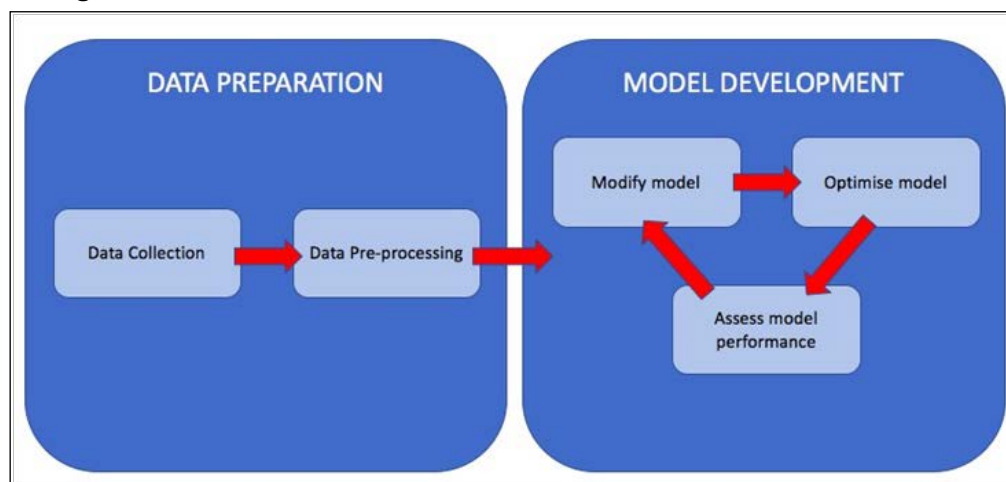 DATA PREPARATION
Data Collection
Data Pre-processing
MODEL DEVELOPMENT
Modify model
Optimise model
Assess model
performance